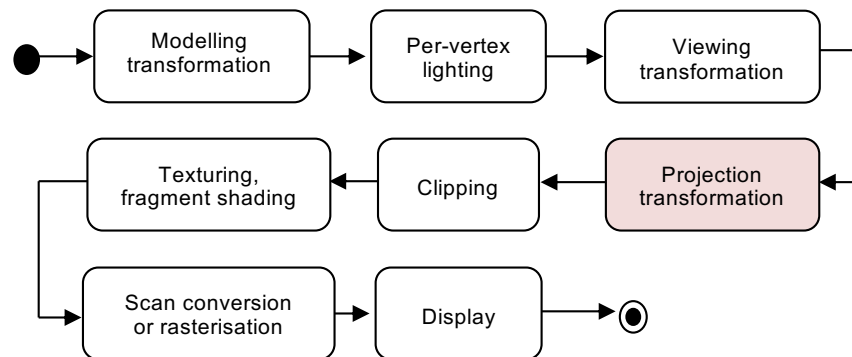 Modelling
transformation
Per-vertex
lighting
Viewing
transformation
Projection
transformation
Clipping
Texturing,
fragment shading
Scan conversion
or rasterisation
Display